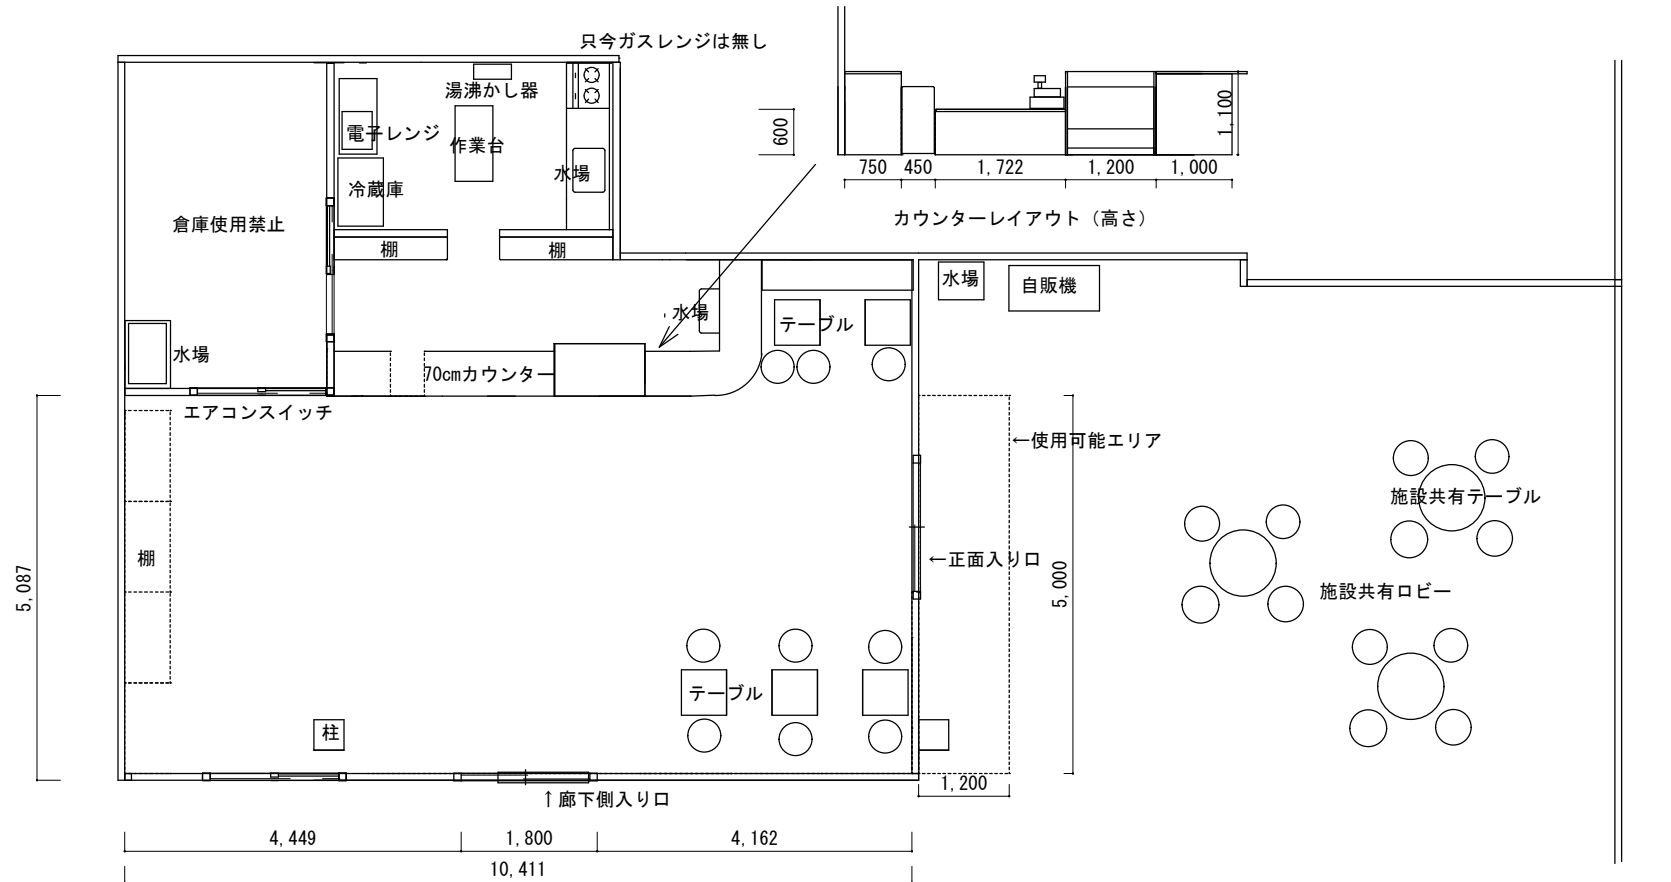 只今ガスレンジは無し
湯沸かし器
電子レンジ
作業台
水場
冷蔵庫
倉庫使用禁止
棚
棚
600
1,100
750
450
1,722
1,200
1,000
カウンターレイアウト（高さ）
水場
自販機
水場
テーブル
水場
70cmカウンター
エアコンスイッチ
←使用可能エリア
施設共有テーブル
棚
←正面入り口
5,087
5,000
施設共有ロビー
テーブル
柱
1,200
↑廊下側入り口
4,449
1,800
4,162
10,411